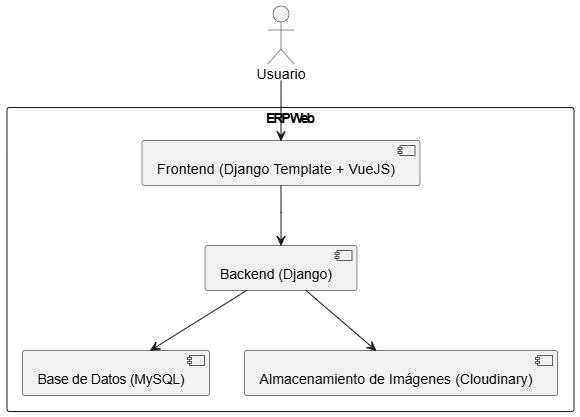 Usuario
ERPWeb
Frontend (Django Template + VueJS)
Backend (Django)
Base de Datos (MySQL)
Almacenamiento de Imágenes (Cloudinary)